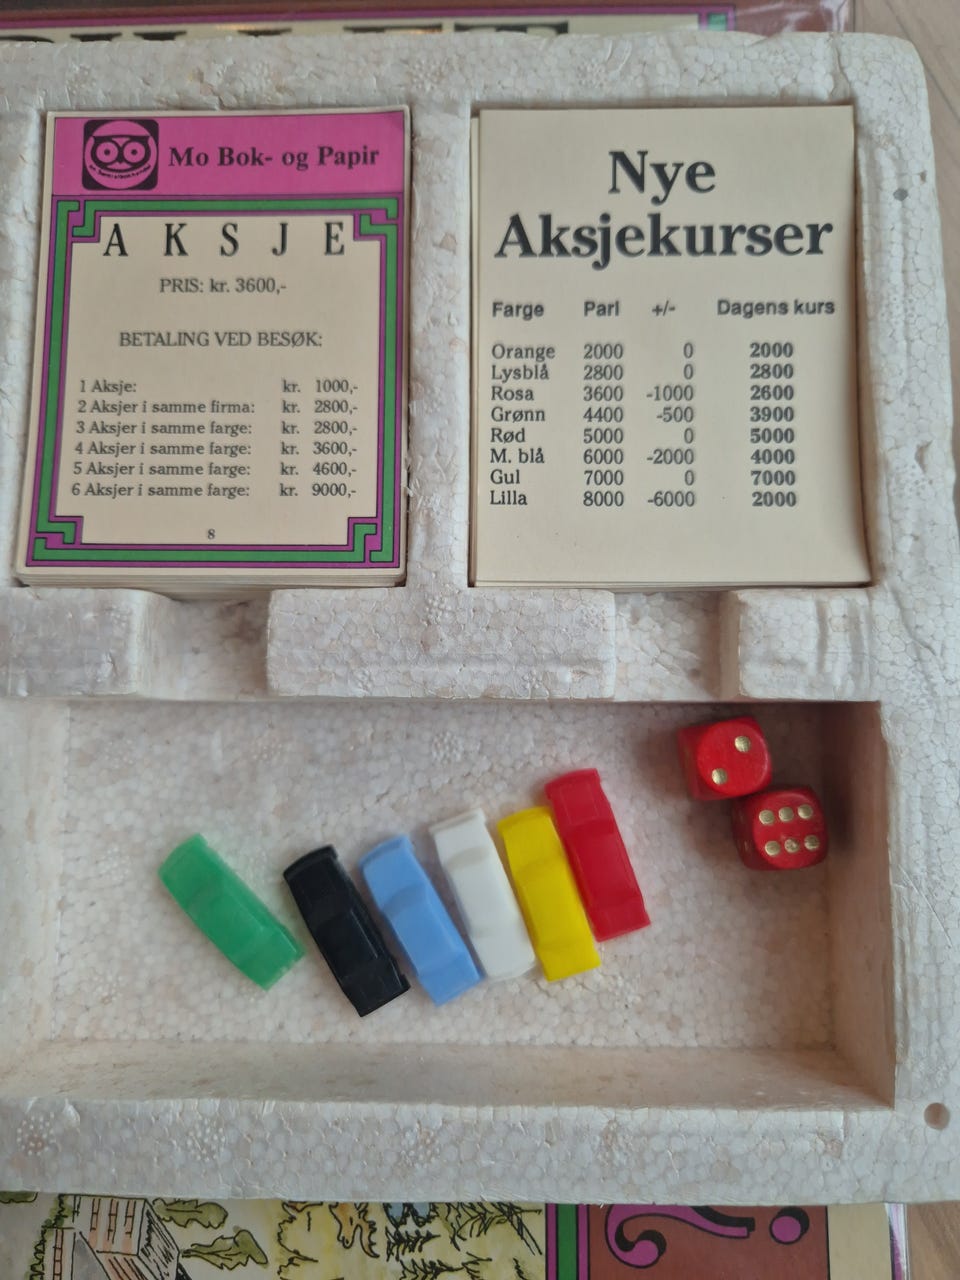 Mo Bok- og Papir
AKSJE
PRIS: kr. 3600,-
BETALING VED BESØK:
1 Aksje: kr. 1000,-
2 Aksjer i samme firma: kr. 2800,-
3 Aksjer i samme farge: kr. 2800,-
4 Aksjer i samme farge: kr. 3600,-
5 Aksjer i samme farge: kr. 4600,-
6 Aksjer i samme farge: kr. 9000,-
8
Nye
Aksjekurser
Farge Pari +/- Dagens kurs
Orange 2000 0 2000
Lysblå 2800 0 2800
Rosa 3600 -1000 2600
Grønn 4400 -500 3900
Rød 5000 0 5000
M. blå 6000 -2000 4000
Gul 7000 0 7000
Lilla 8000 -6000 2000